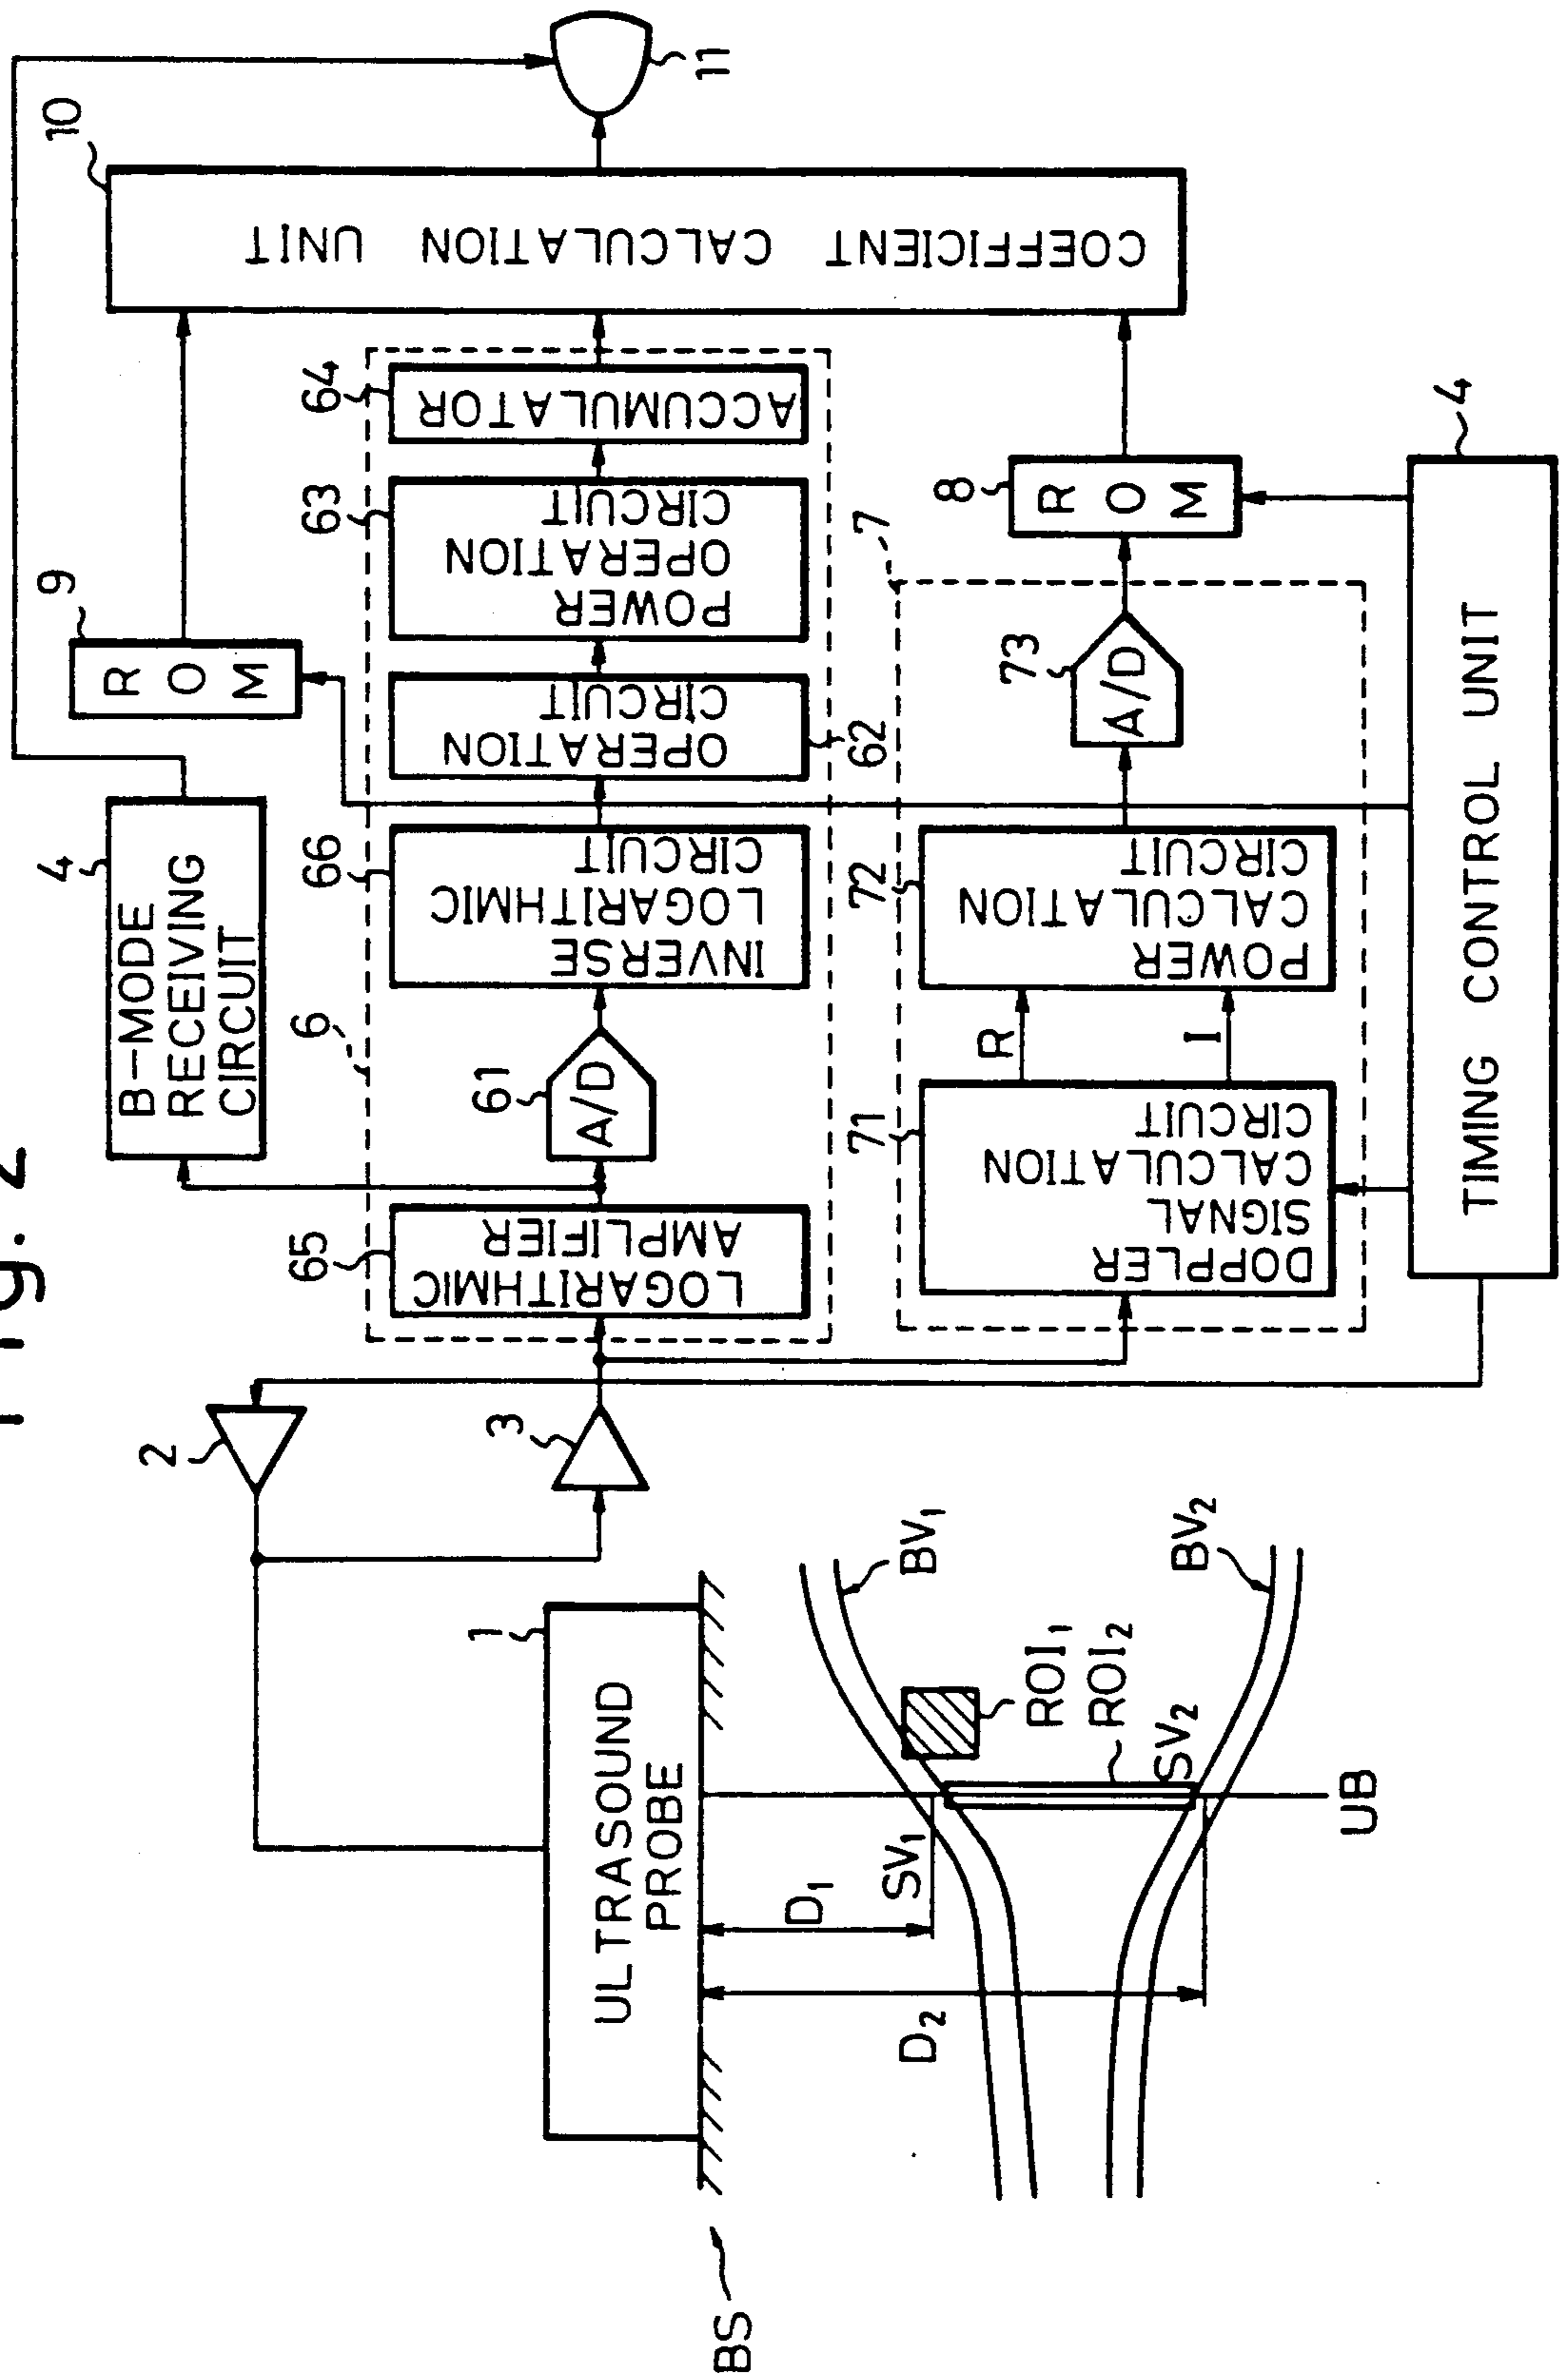 Fig. 2
2
3
1
ULTRASOUND
PROBE
BS
D1
D2
SV1
SV2
UB
ROI1
ROI2
BV1
BV2
4
B-MODE
RECEIVING
CIRCUIT
9
ROM
10
COEFFICIENT CALCULATION UNIT
11
6
65
LOGARITHMIC
AMPLIFIER
61
A/D
66
INVERSE
LOGARITHMIC
CIRCUIT
62
OPERATION
CIRCUIT
63
POWER
OPERATION
CIRCUIT
64
ACCUMULATOR
7
71
DOPPLER
SIGNAL
CALCULATION
CIRCUIT
R
I
72
POWER
CALCULATION
CIRCUIT
73
A/D
8
ROM
4
TIMING CONTROL UNIT